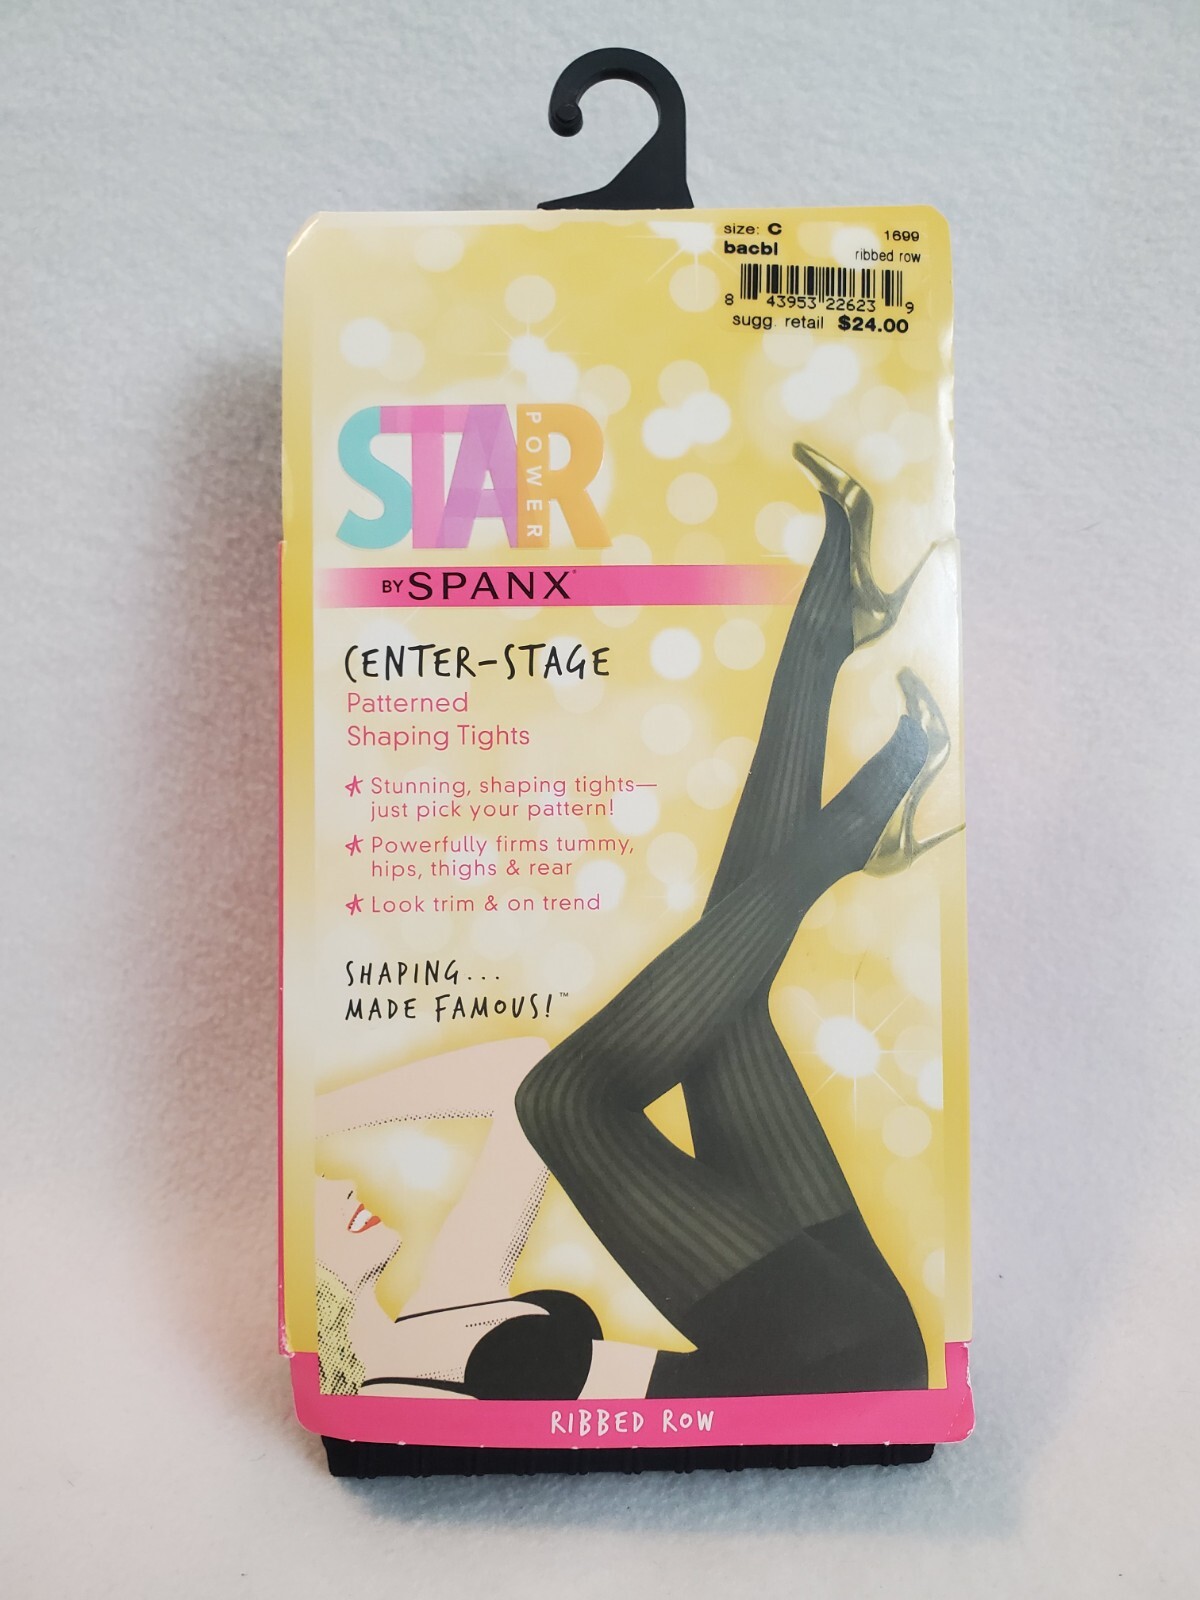 size: C 1699
bacbl ribbed row
8 43953 22623 9
sugg. retail $24.00
STAR
POWER
BY SPANX®
CENTER-STAGE
Patterned
Shaping Tights
Stunning, shaping tights—
just pick your pattern!
Powerfully firms tummy,
hips, thighs & rear
Look trim & on trend
SHAPING...
MADE FAMOUS!™
RIBBED ROW